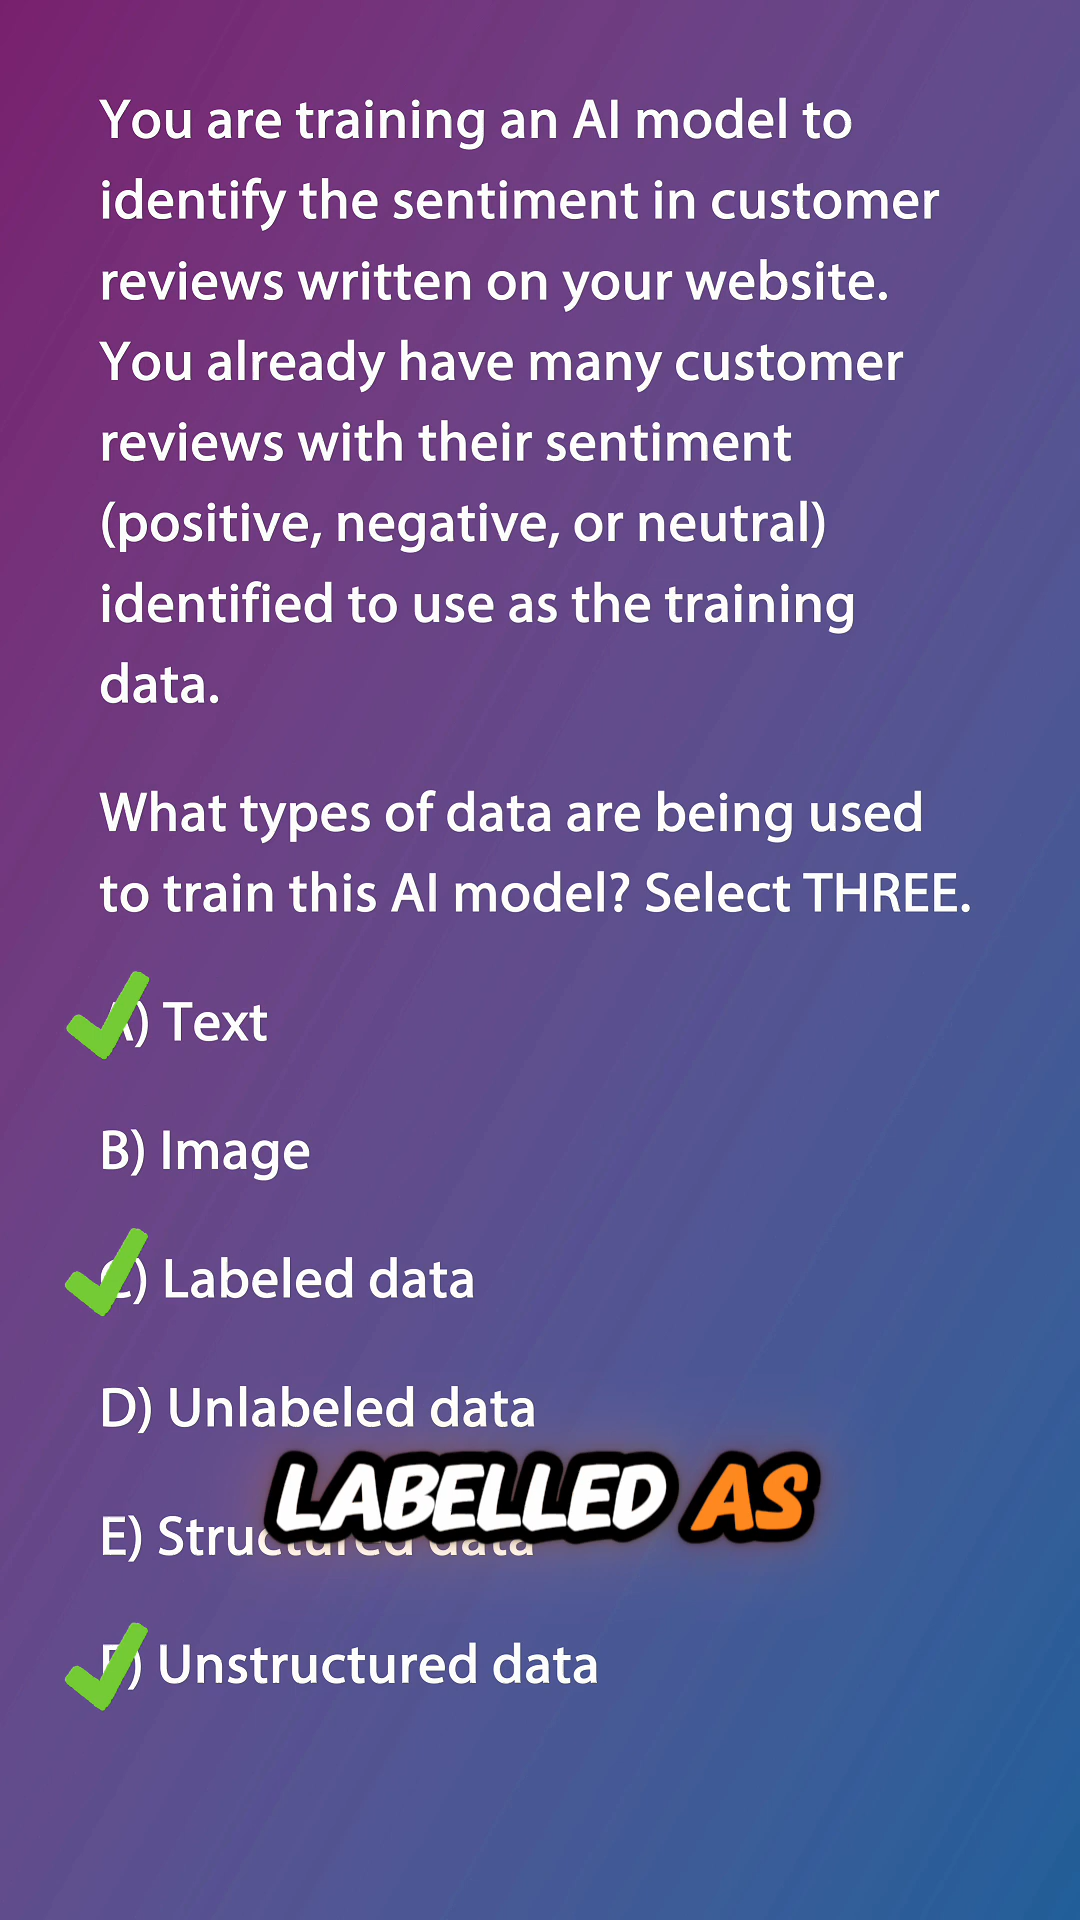 You are training an AI model to
identify the sentiment in customer
reviews written on your website.
You already have many customer
reviews with their sentiment
(positive, negative, or neutral)
identified to use as the training
data.
What types of data are being used
to train this AI model? Select THREE.
A) Text
B) Image
C) Labeled data
D) Unlabeled data
LABELLED AS
E) Structured data
F) Unstructured data